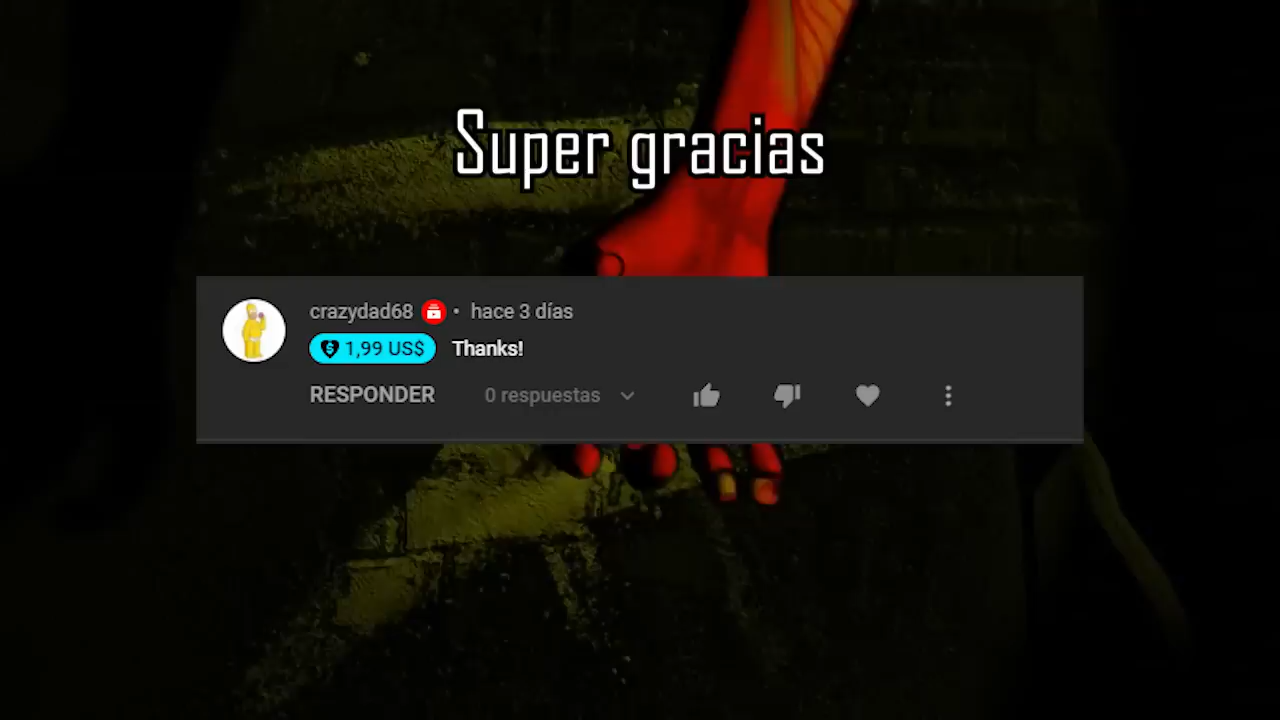 Super gracias
crazydad68 • hace 3 días
1,99 US$ Thanks!
RESPONDER 0 respuestas